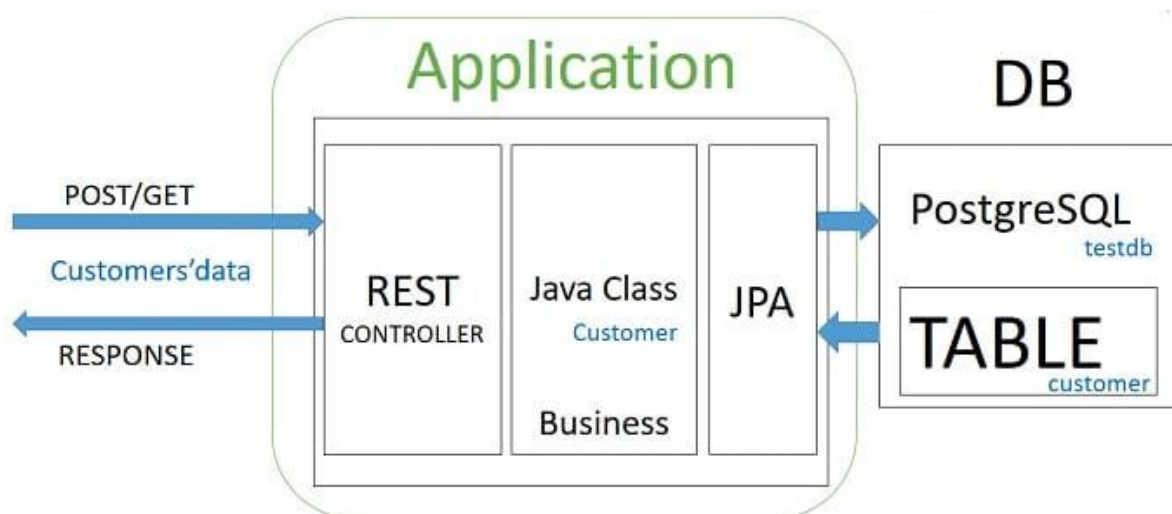 Application
DB
POST/GET
Customers'data
RESPONSE
REST
CONTROLLER
Java Class
Customer
Business
JPA
PostgreSQL
testdb
TABLE
customer